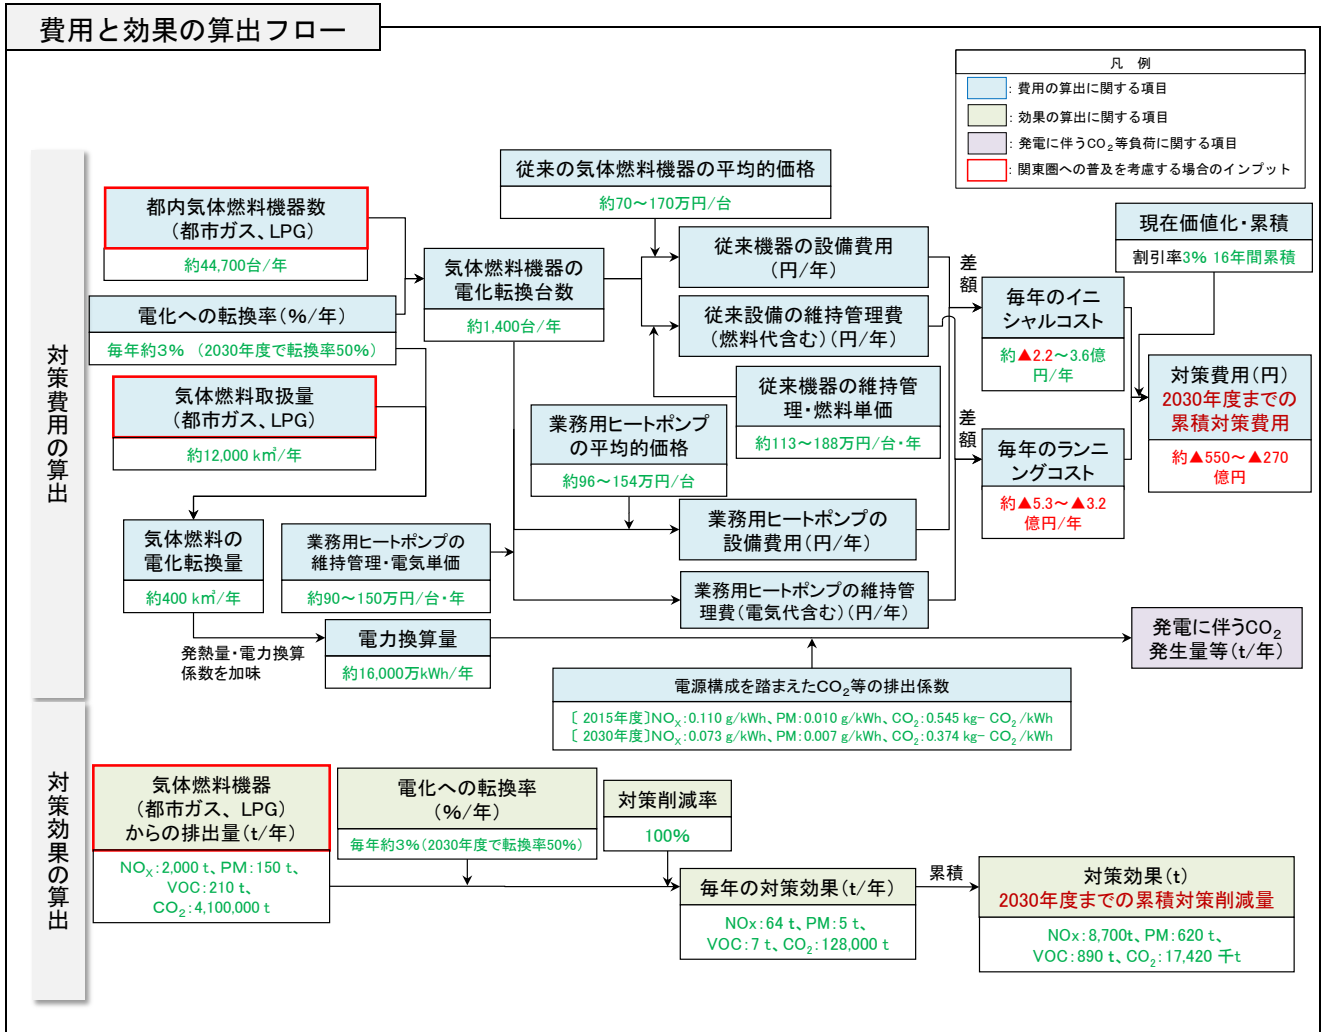 費用と効果の算出フロー
凡 例
：費用の算出に関する項目
：効果の算出に関する項目
：発電に伴うCO₂等負荷に関する項目
：関東圏への普及を考慮する場合のインプット
対策費用の算出
都内気体燃料機器数
（都市ガス、LPG）
約44,700台/年
電化への転換率（％/年）
毎年約3％ （2030年度で転換率50％）
気体燃料取扱量
（都市ガス、LPG）
約12,000 k㎥/年
気体燃料の
電化転換量
約400 k㎥/年
発熱量・電力換算
係数を加味
従来の気体燃料機器の平均的価格
約70～170万円/台
気体燃料機器の
電化転換台数
約1,400台/年
従来機器の設備費用
（円/年）
従来設備の維持管理費
（燃料代含む）（円/年）
従来機器の維持管
理・燃料単価
約113～188万円/台・年
業務用ヒートポンプ
の平均的価格
約96～154万円/台
業務用ヒートポンプの
維持管理・電気単価
約90～150万円/台・年
業務用ヒートポンプの
設備費用（円/年）
業務用ヒートポンプの維持管
理費（電気代含む）（円/年）
電力換算量
約16,000万kWh/年
差額
毎年のイニ
シャルコスト
約▲2.2～3.6億
円/年
差額
毎年のランニ
ングコスト
約▲5.3～▲3.2
億円/年
現在価値化・累積
割引率3% 16年間累積
対策費用（円）
2030年度までの
累積対策費用
約▲550～▲270
億円
発電に伴うCO₂
発生量等（t/年）
電源構成を踏まえたCO₂等の排出係数
〔 2015年度〕NOX：0.110 g/kWh、PM：0.010 g/kWh、CO₂：0.545 kg− CO₂ /kWh
〔 2030年度〕NOX：0.073 g/kWh、PM：0.007 g/kWh、CO₂：0.374 kg− CO₂ /kWh
対策効果の算出
気体燃料機器
（都市ガス、 LPG）
からの排出量（t/年）
NOX：2,000 t、PM：150 t、
VOC：210 t、
CO₂：4,100,000 t
電化への転換率
（％/年）
毎年約3％（2030年度で転換率50％）
対策削減率
100%
毎年の対策効果（t/年）
NOx：64 t、PM：5 t、
VOC：7 t、CO₂：128,000 t
累積
対策効果（t）
2030年度までの累積対策削減量
NOx：8,700t、PM：620 t、
VOC：890 t、CO₂：17,420 千t